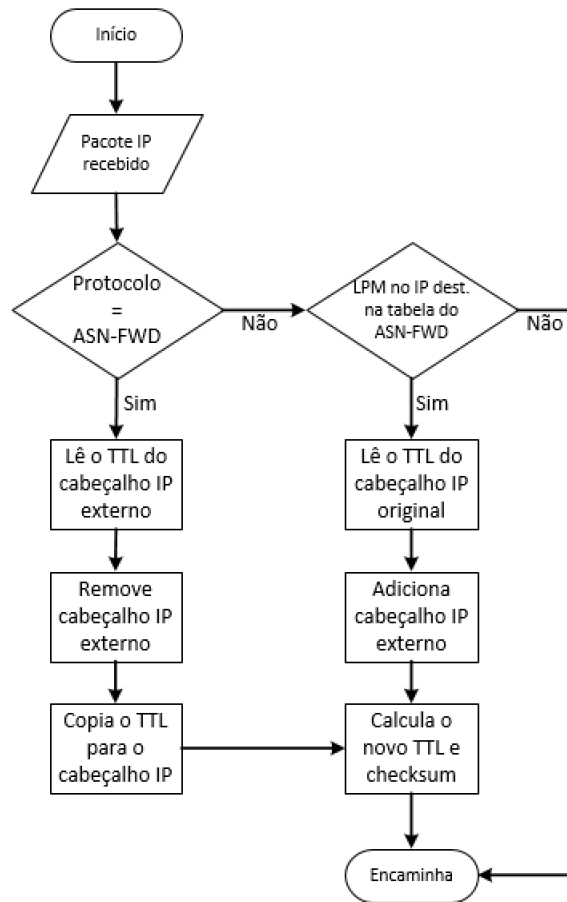 Início
Pacote IP
recebido
Protocolo
=
ASN-FWD
Não
LPM no IP dest.
na tabela do
ASN-FWD
Não
Sim
Sim
Lê o TTL do
cabeçalho IP
externo
Lê o TTL do
cabeçalho IP
original
Remove
cabeçalho IP
externo
Adiciona
cabeçalho IP
externo
Copia o TTL
para o
cabeçalho IP
Calcula o
novo TTL e
checksum
Encaminha